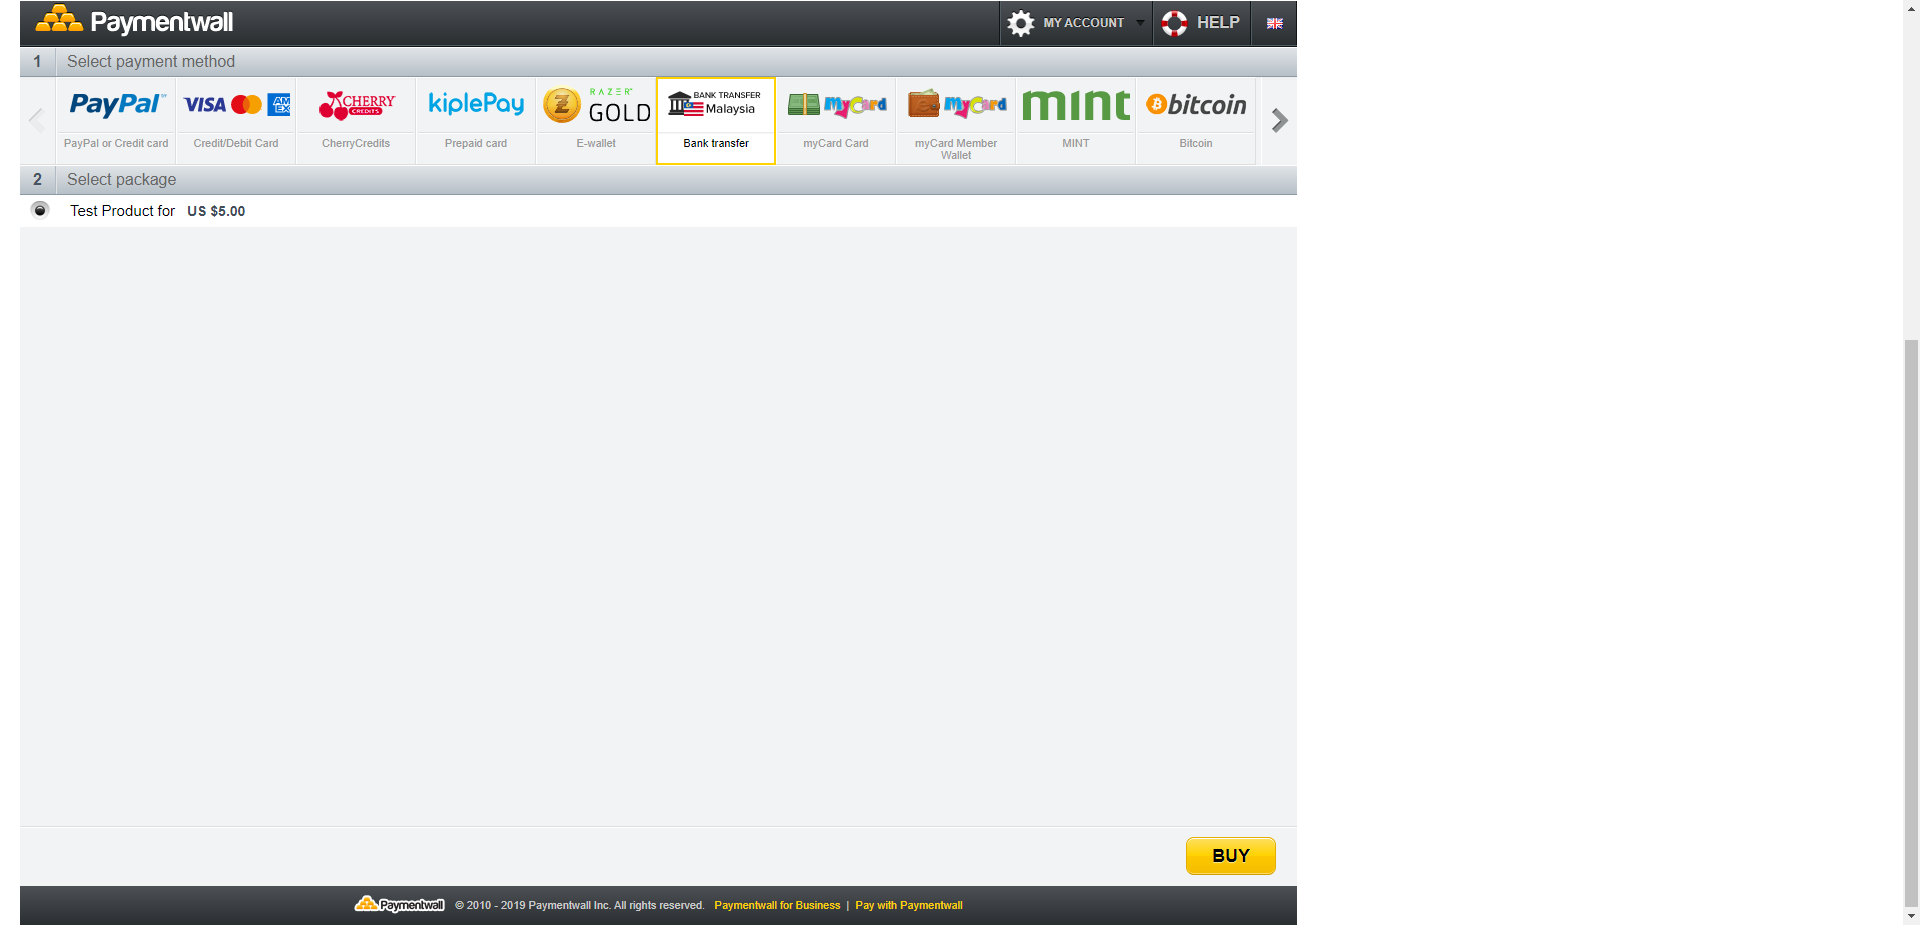 Paymentwall
MY ACCOUNT
HELP
1 Select payment method
PayPal
VISA
AM
EX
CHERRY
CREDITS
kiplePay
RAZER
GOLD
BANK TRANSFER
Malaysia
MyCard
MyCard
mint
bitcoin
PayPal or Credit card
Credit/Debit Card
CherryCredits
Prepaid card
E-wallet
Bank transfer
myCard Card
myCard Member
Wallet
MINT
Bitcoin
2 Select package
Test Product for US $5.00
BUY
Paymentwall © 2010 - 2019 Paymentwall Inc. All rights reserved. Paymentwall for Business | Pay with Paymentwall